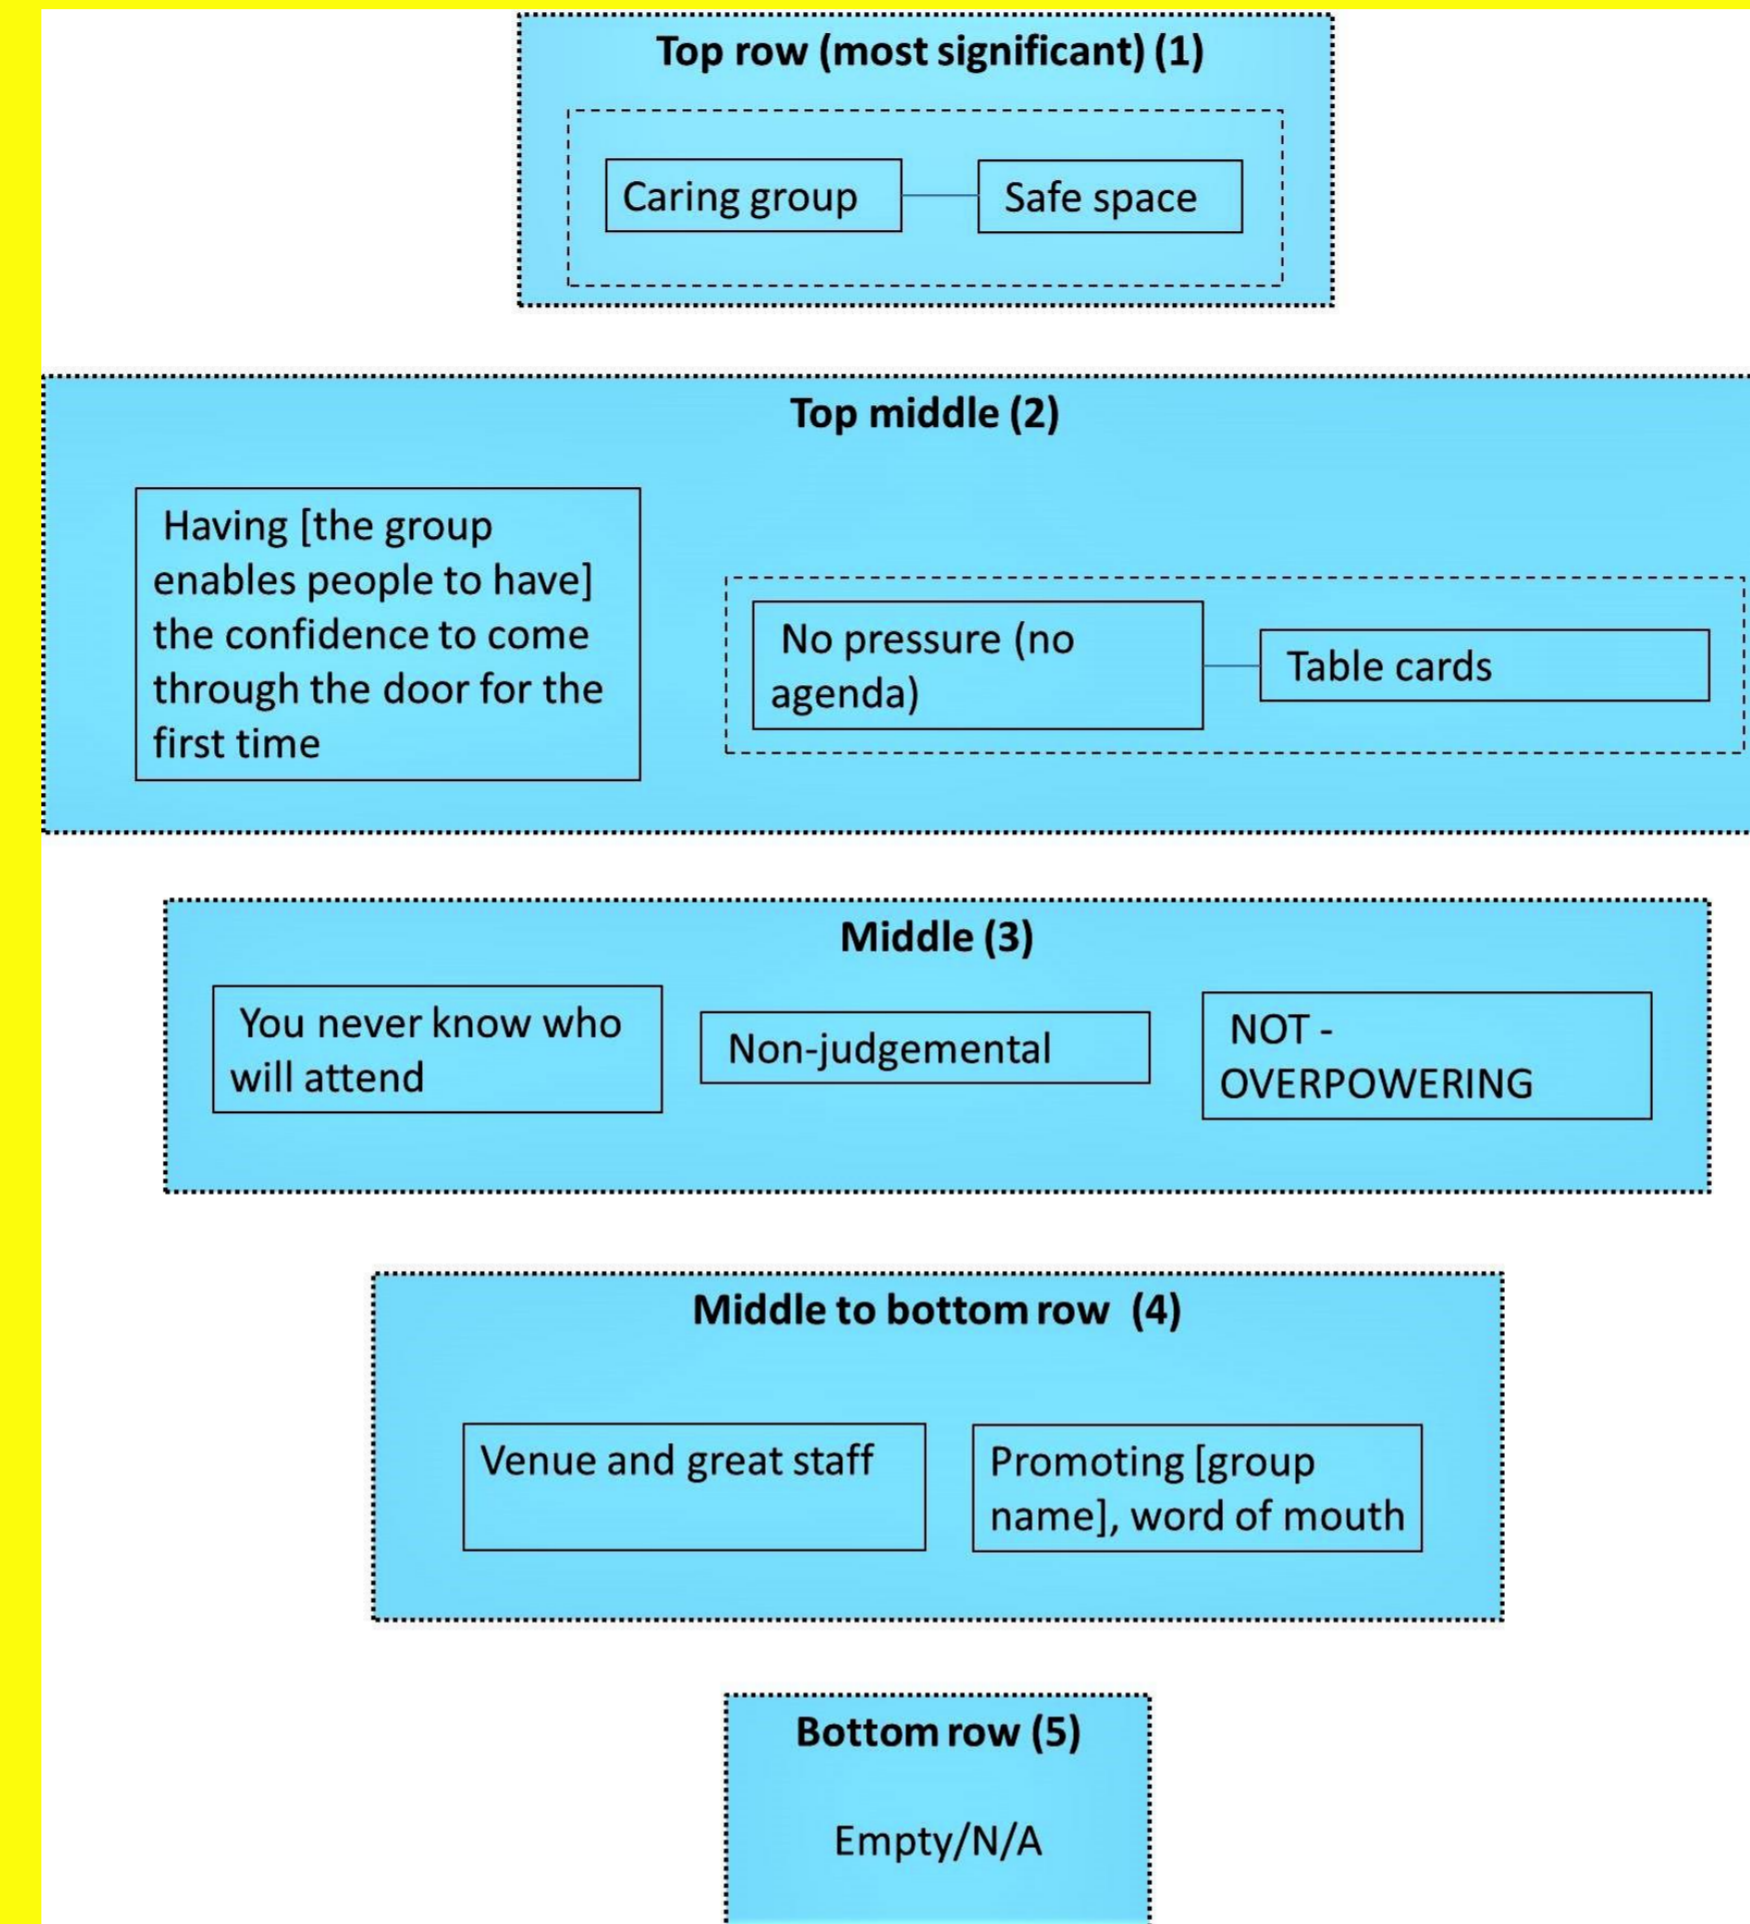 Top row (most significant) (1)
Caring group
Safe space
Top middle (2)
Having [the group
enables people to have]
the confidence to come
through the door for the
first time
No pressure (no
agenda)
Table cards
Middle (3)
You never know who
will attend
Non-judgemental
NOT -
OVERPOWERING
Middle to bottom row (4)
Venue and great staff
Promoting [group
name], word of mouth
Bottom row (5)
Empty/N/A